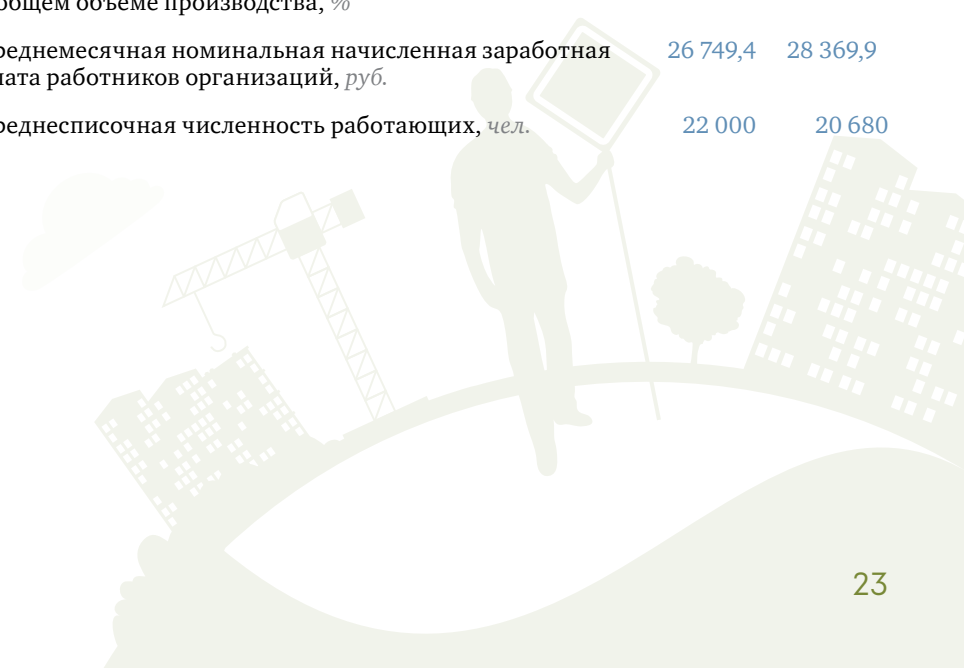 общем объеме производства, %
реднемесячная номинальная начисленная заработная 26 749,4 28 369,9
лата работников организаций, руб.
реднесписочная численность работающих, чел. 22 000 20 680
23